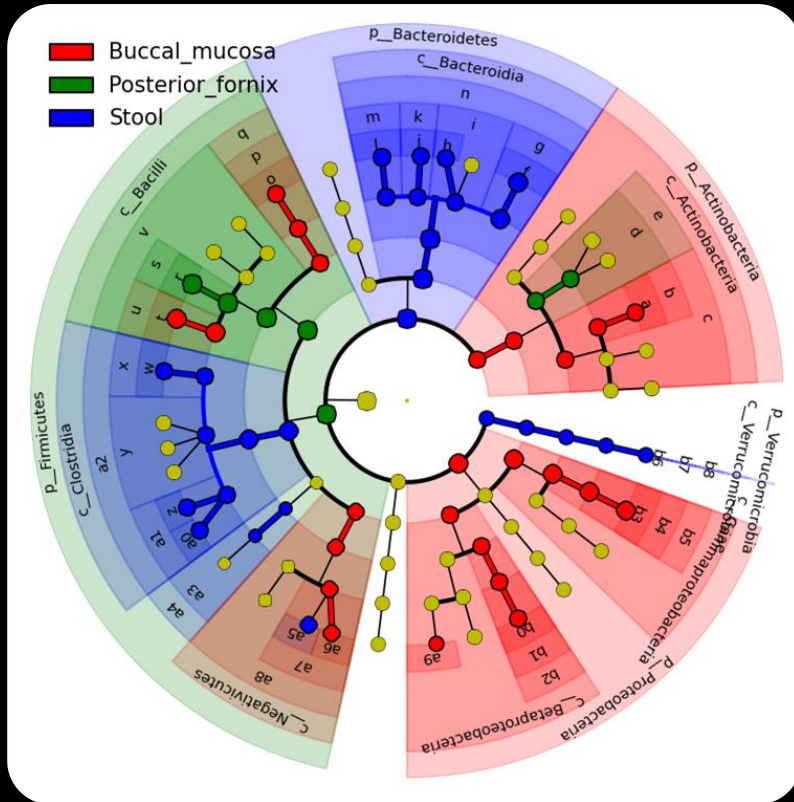 Buccal_mucosa
Posterior_fornix
Stool
p__Bacteroidetes
c__Bacteroidia
n
m
k
i
g
l
j
h
f
p__Actinobacteria
c__Actinobacteria
e
d
b
a
c
q
p
o
c__Bacilli
v
s
r
u
t
p__Firmicutes
c__Clostridia
x
w
a2
y
z
a1
a0
a3
a4
a5
a6
a7
a8
c__Negativicutes
p__Verrucomicrobia
c__Verrucomicrobiae
b6
b7
b8
b3
b4
b5
c__Gammaproteobacteria
p__Proteobacteria
c__Betaproteobacteria
b0
b1
b2
a9